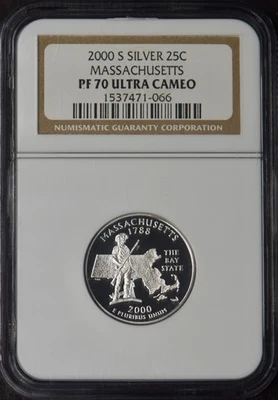 2000 S SILVER 25C
MASSACHUSETTS
PF 70 ULTRA CAMEO
1537471-066
NUMISMATIC GUARANTY CORPORATION
MASSACHUSETTS
1788
THE
BAY
STATE
2000
E PLURIBUS UNUM